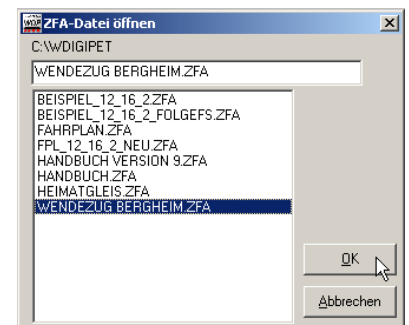 WDP ZFA-Datei öffnen
C:\WDIGIPET
WENDEZUG BERGHEIM.ZFA
BEISPIEL_12_16_2.ZFA
BEISPIEL_12_16_2_FOLGEFS.ZFA
FAHRPLAN.ZFA
FPL_12_16_2_NEU.ZFA
HANDBUCH VERSION 9.ZFA
HANDBUCH.ZFA
HEIMATGLEIS.ZFA
WENDEZUG BERGHEIM.ZFA
OK
Abbrechen